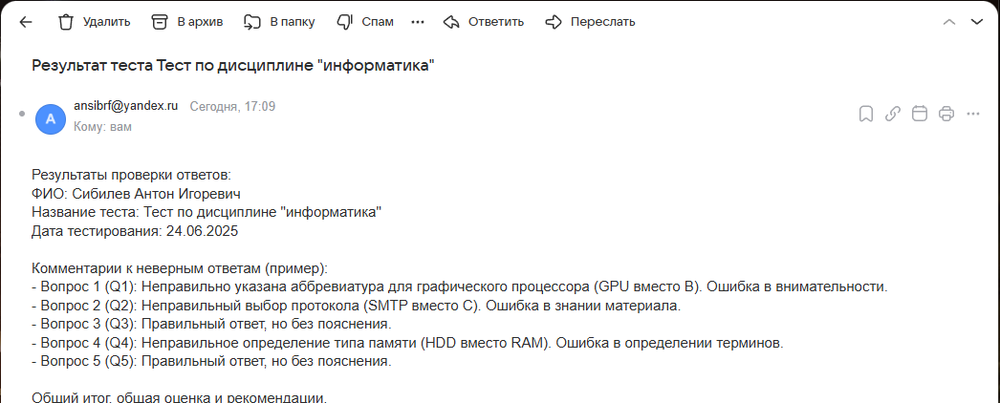 Удалить
В архив
В папку
Спам
Ответить
Переслать
Результат теста Тест по дисциплине "информатика"
А
ansibrf@yandex.ru Сегодня, 17:09
Кому: вам
Результаты проверки ответов:
ФИО: Сибилев Антон Игоревич
Название теста: Тест по дисциплине "информатика"
Дата тестирования: 24.06.2025
Комментарии к неверным ответам (пример):
- Вопрос 1 (Q1): Неправильно указана аббревиатура для графического процессора (GPU вместо B). Ошибка в внимательности.
- Вопрос 2 (Q2): Неправильный выбор протокола (SMTP вместо C). Ошибка в знании материала.
- Вопрос 3 (Q3): Правильный ответ, но без пояснения.
- Вопрос 4 (Q4): Неправильное определение типа памяти (HDD вместо RAM). Ошибка в определении терминов.
- Вопрос 5 (Q5): Правильный ответ, но без пояснения.
Общий итог, общая оценка и рекомендации.